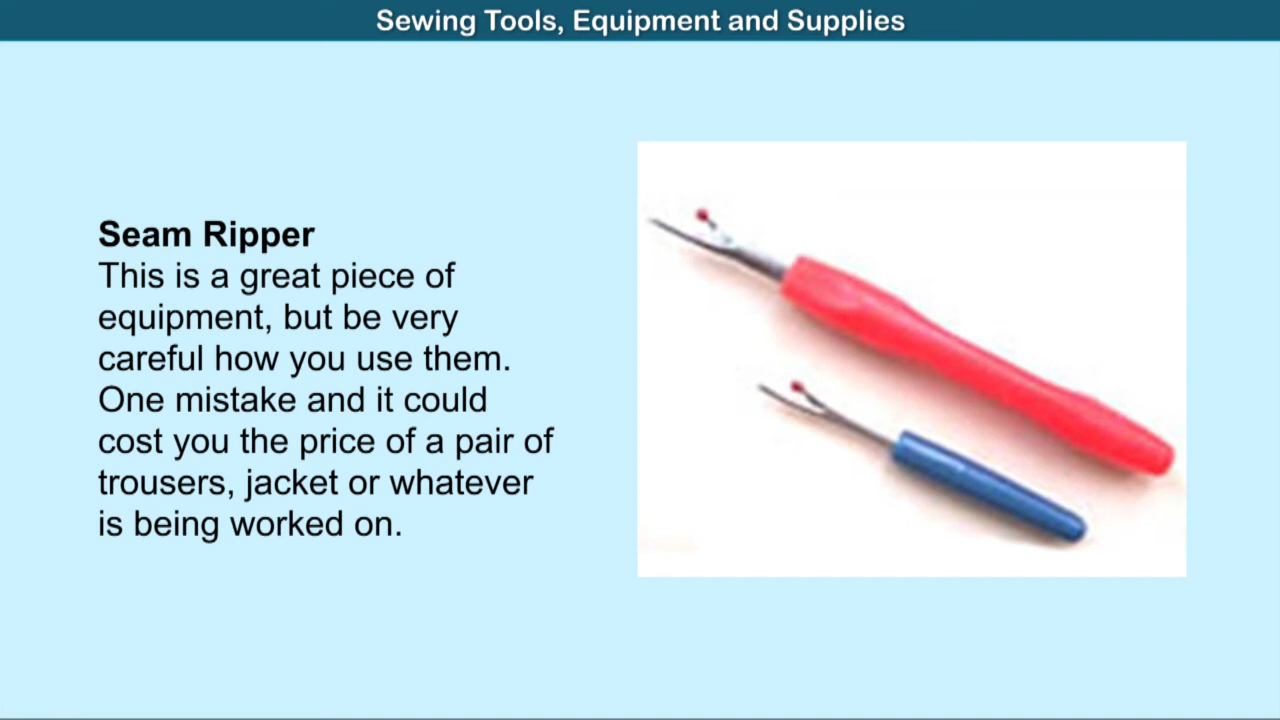 Sewing Tools, Equipment and Supplies
Seam Ripper
This is a great piece of
equipment, but be very
careful how you use them.
One mistake and it could
cost you the price of a pair of
trousers, jacket or whatever
is being worked on.